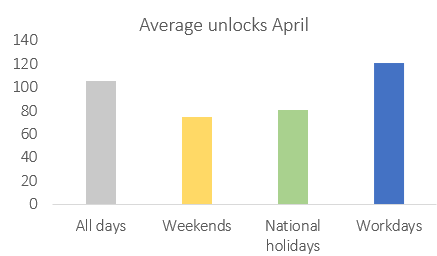 Average unlocks April
140
120
100
80
60
40
20
0
All days
Weekends
National
holidays
Workdays